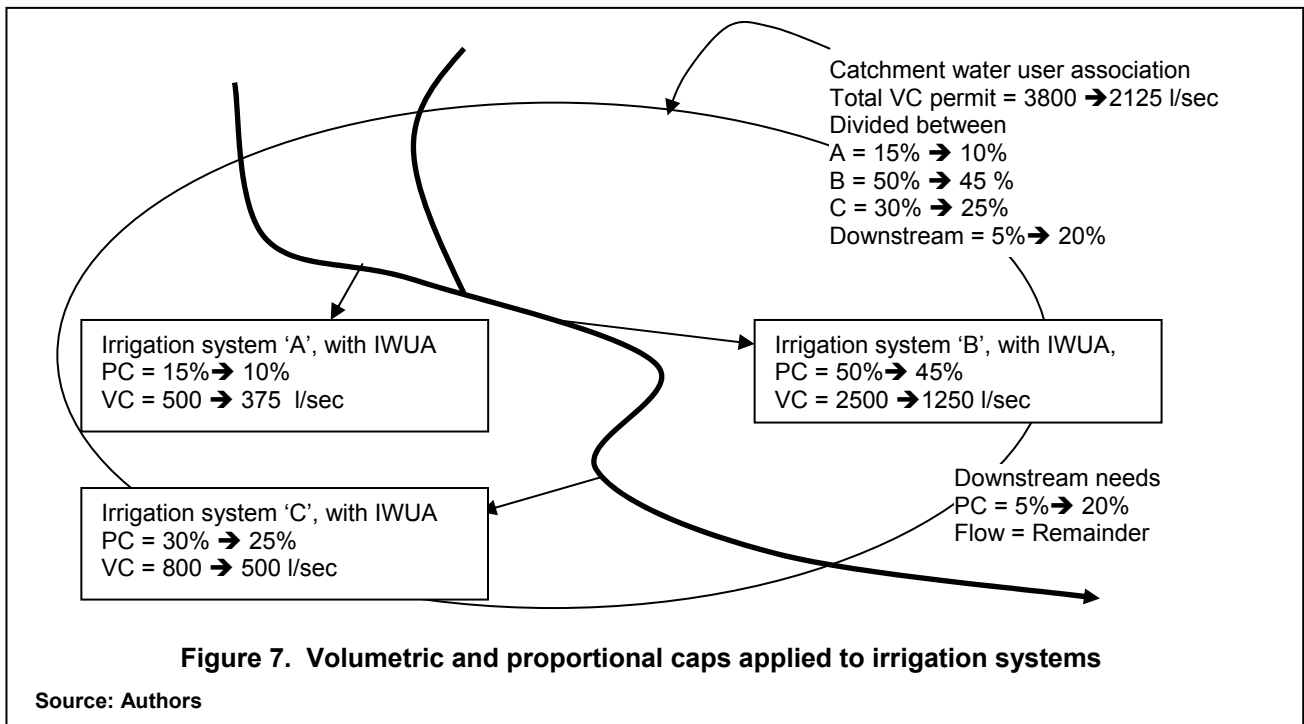 Catchment water user association
Total VC permit = 3800 ➔2125 l/sec
Divided between
A = 15% ➔ 10%
B = 50% ➔ 45 %
C = 30% ➔ 25%
Downstream = 5%➔ 20%
Irrigation system ‘A’, with IWUA
PC = 15%➔ 10%
VC = 500 ➔ 375 l/sec
Irrigation system ‘B’, with IWUA,
PC = 50%➔ 45%
VC = 2500 ➔1250 l/sec
Irrigation system ‘C’, with IWUA
PC = 30% ➔ 25%
VC = 800 ➔ 500 l/sec
Downstream needs
PC = 5%➔ 20%
Flow = Remainder
Figure 7. Volumetric and proportional caps applied to irrigation systems
Source: Authors